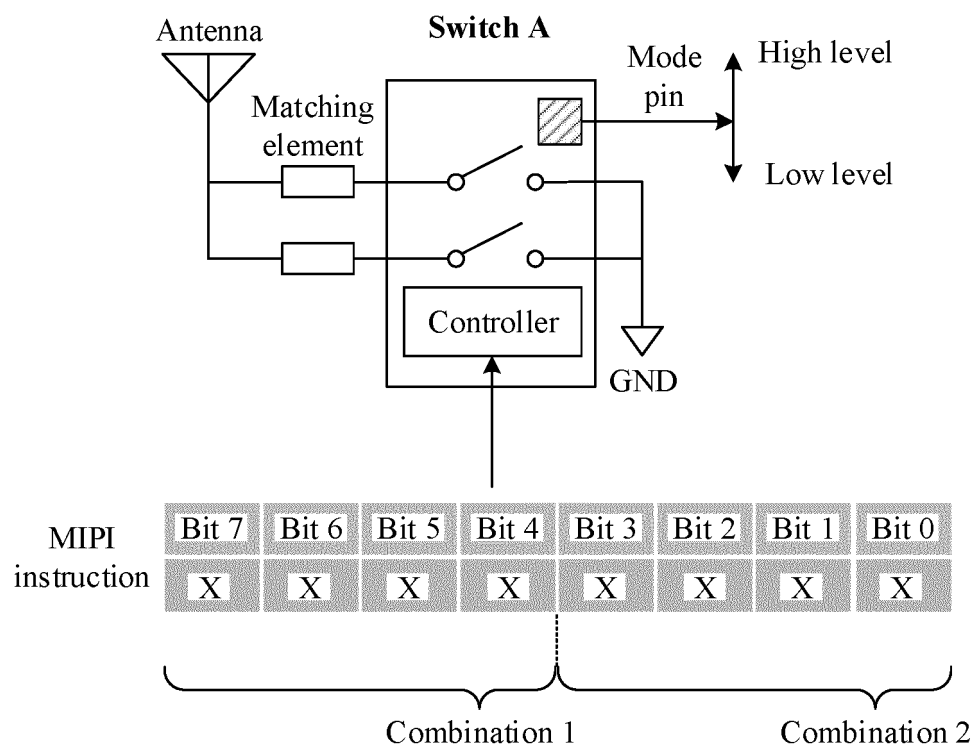 Antenna
Switch A
Mode
pin
High level
Matching
element
Low level
Controller
GND
MIPI
instruction
Bit 7 Bit 6 Bit 5 Bit 4 Bit 3 Bit 2 Bit 1 Bit 0
X X X X X X X X
Combination 1
Combination 2